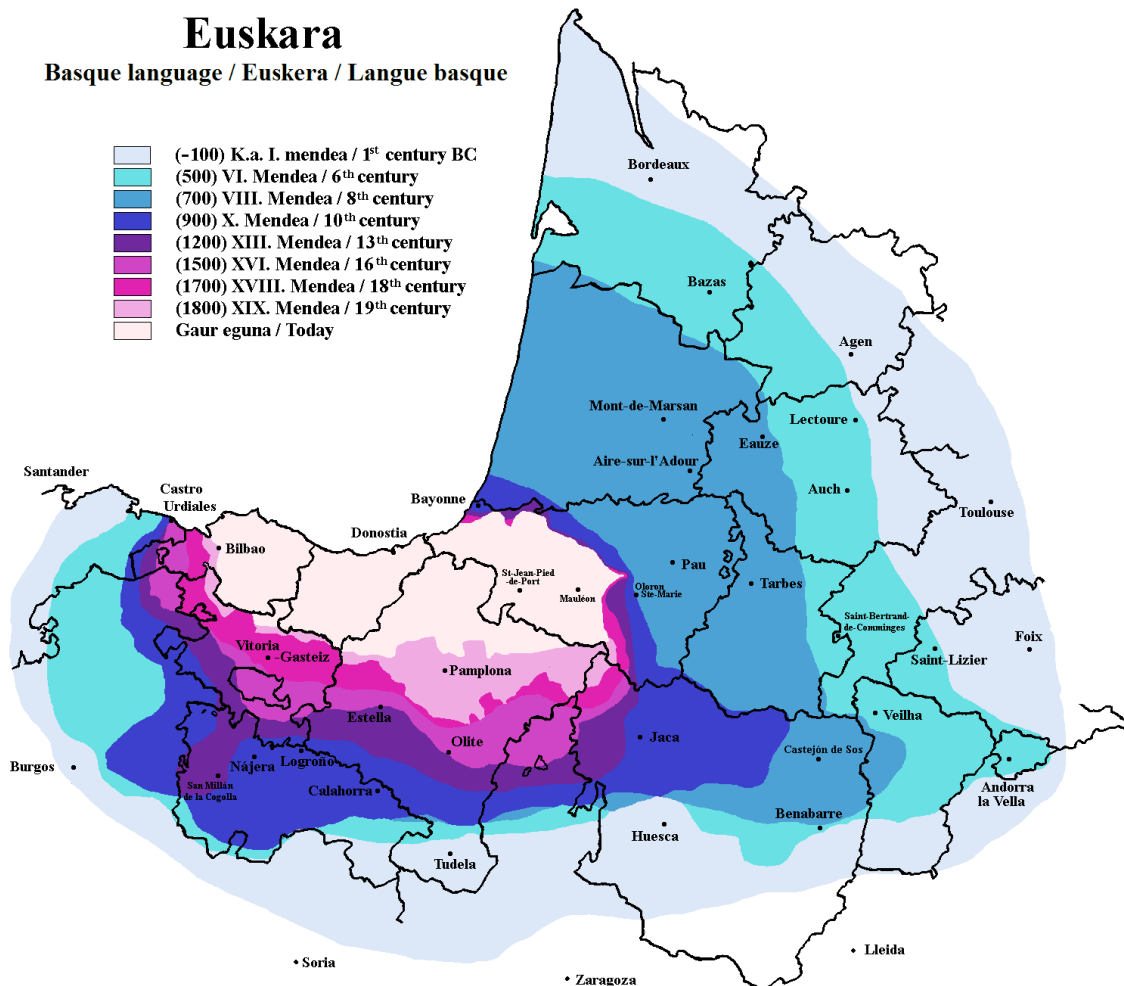 Euskara
Basque language / Euskera / Langue basque
(-100) K.a. I. mendea / 1st century BC
(500) VI. Mendea / 6th century
(700) VIII. Mendea / 8th century
(900) X. Mendea / 10th century
(1200) XIII. Mendea / 13th century
(1500) XVI. Mendea / 16th century
(1700) XVIII. Mendea / 18th century
(1800) XIX. Mendea / 19th century
Gaur eguna / Today
Bordeaux
Bazas
Agen
Mont-de-Marsan
Lectoure
Eauze
Aire-sur-l'Adour
Auch
Toulouse
Santander
Castro
Urdiales
Bayonne
Donostia
Bilbao
St-Jean-Pied
-de-Port
Mauléon
Oloron
Ste-Marie
Pau
Tarbes
Saint-Bertrand-
de-Comminges
Foix
Saint-Lizier
Vitoria
-Gasteiz
Pamplona
Estella
Veilha
Olite
Jaca
Castejón de Sos
Logroño
Nájera
Burgos
San Millán
de la Cogolla
Calahorra
Andorra
la Vella
Benabarre
Huesca
Tudela
Lleida
Soria
Zaragoza